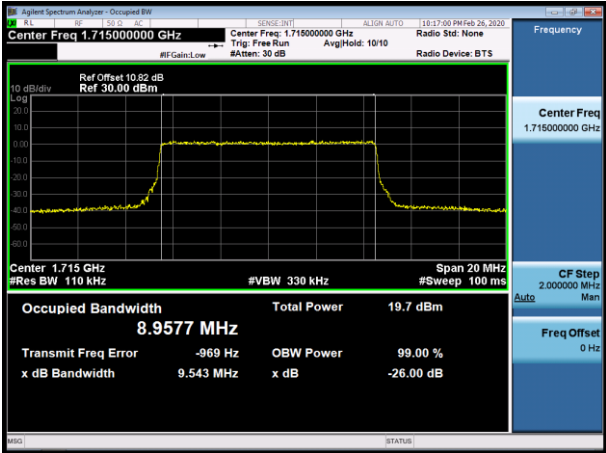 Agilent Spectrum Analyzer - Occupied BW
RL RF 50 Ω AC SENSE:INT ALIGN AUTO 10:17:00 PM Feb 26, 2020
Center Freq 1.715000000 GHz Center Freq: 1.715000000 GHz Radio Std: None Frequency
Trig: Free Run Avg|Hold: 10/10
#IFGain:Low #Atten: 30 dB Radio Device: BTS
Ref Offset 10.82 dB
10 dB/div Ref 30.00 dBm
Log
20.0
10.0
0.00
-10.0
-20.0
-30.0
-40.0
-50.0
-60.0
Center Freq
1.715000000 GHz
Center 1.715 GHz Span 20 MHz
#Res BW 110 kHz #VBW 330 kHz #Sweep 100 ms
CF Step
2.000000 MHz
Auto Man
Occupied Bandwidth Total Power 19.7 dBm
8.9577 MHz
Transmit Freq Error -969 Hz OBW Power 99.00 %
x dB Bandwidth 9.543 MHz x dB -26.00 dB
Freq Offset
0 Hz
MSG STATUS